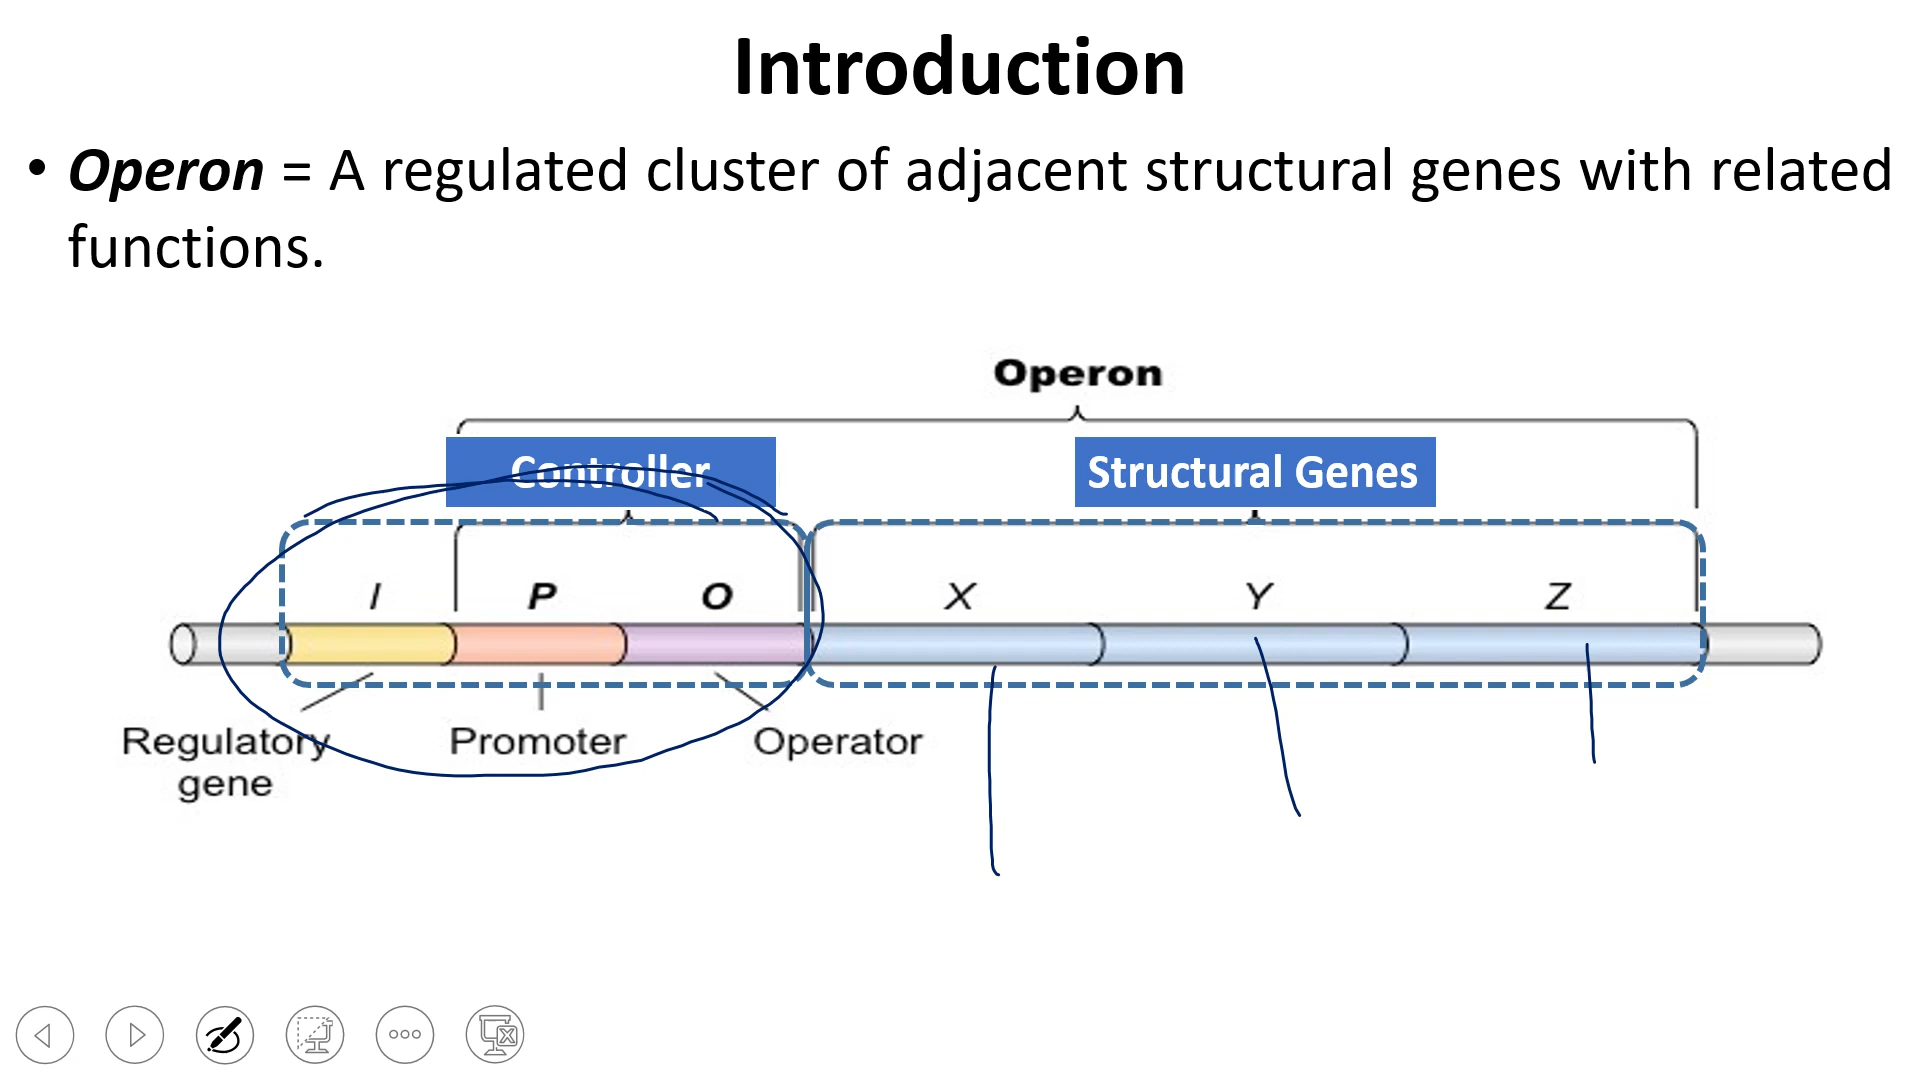 Introduction
• Operon = A regulated cluster of adjacent structural genes with related
functions.
Operon
Controller
Structural Genes
I P O X Y Z
Regulatory
gene
Promoter
Operator